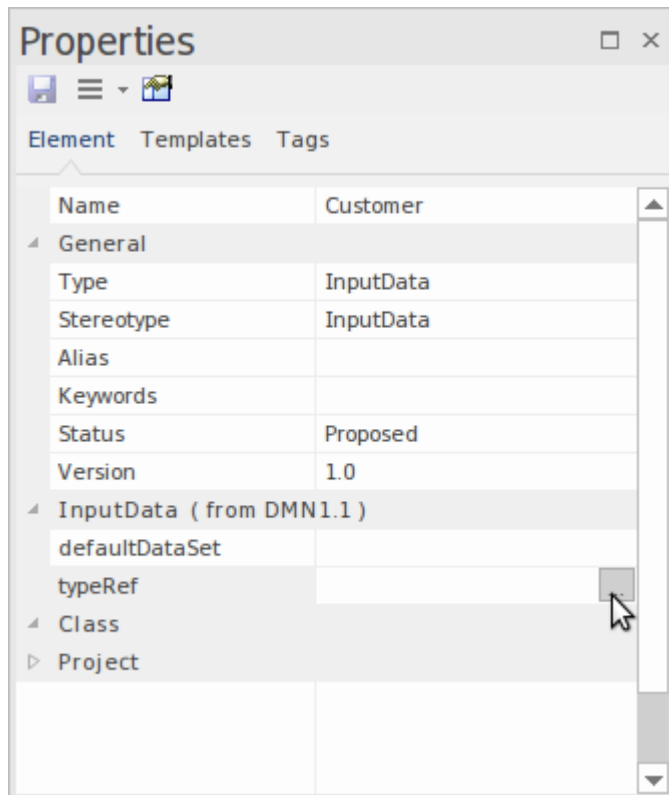 Properties
Element Templates Tags
Name Customer
General
Type InputData
Stereotype InputData
Alias
Keywords
Status Proposed
Version 1.0
InputData ( from DMN1.1 )
defaultDataSet
typeRef
Class
Project